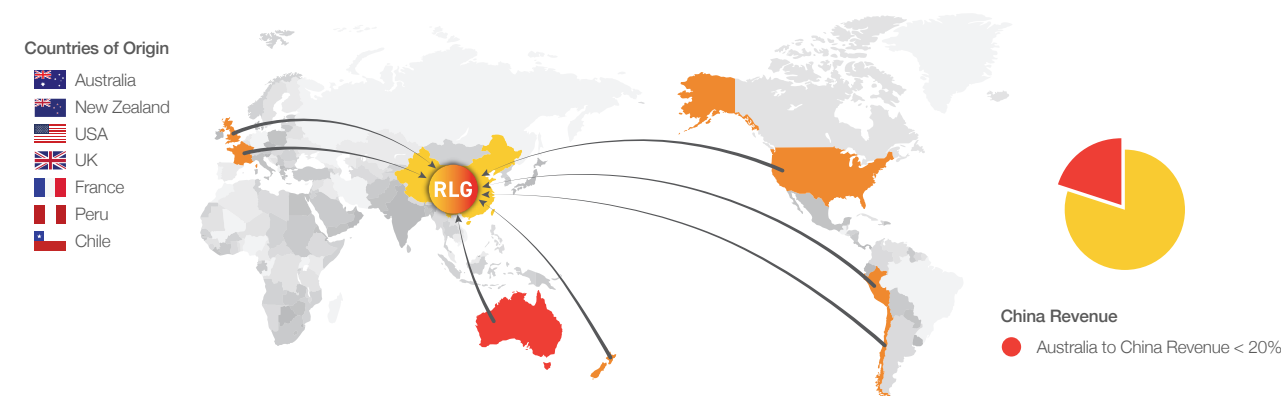 Countries of Origin
Australia
New Zealand
USA
UK
France
Peru
Chile
RLG
China Revenue
Australia to China Revenue < 20%